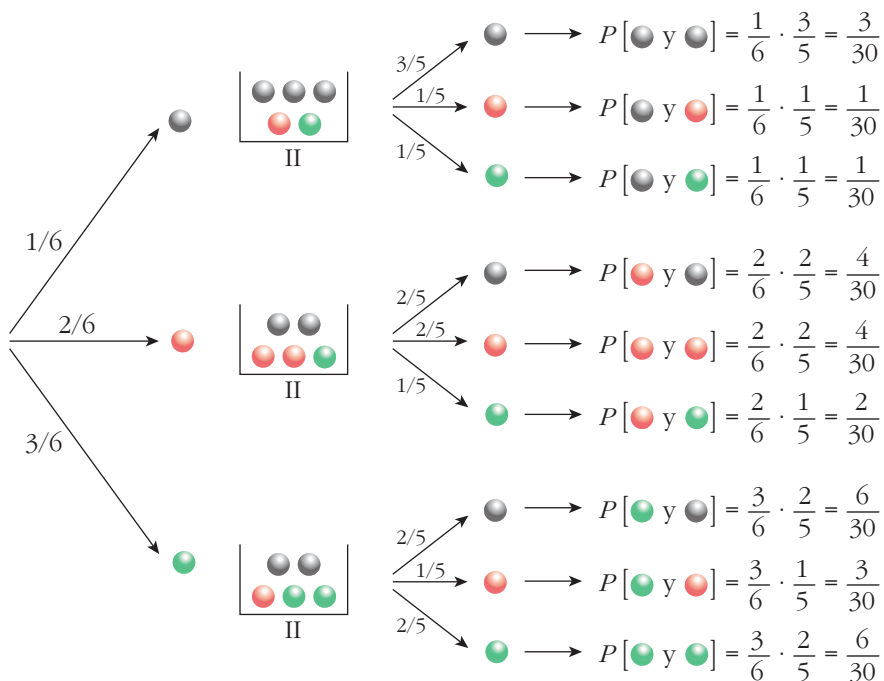 3/5 P [ y ] = 1/6 · 3/5 = 3/30
1/5 P [ y ] = 1/6 · 1/5 = 1/30
1/5 P [ y ] = 1/6 · 1/5 = 1/30
II
1/6
2/5 P [ y ] = 2/6 · 2/5 = 4/30
2/6
2/5 P [ y ] = 2/6 · 2/5 = 4/30
1/5 P [ y ] = 2/6 · 1/5 = 2/30
II
3/6
2/5 P [ y ] = 3/6 · 2/5 = 6/30
1/5 P [ y ] = 3/6 · 1/5 = 3/30
2/5 P [ y ] = 3/6 · 2/5 = 6/30
II